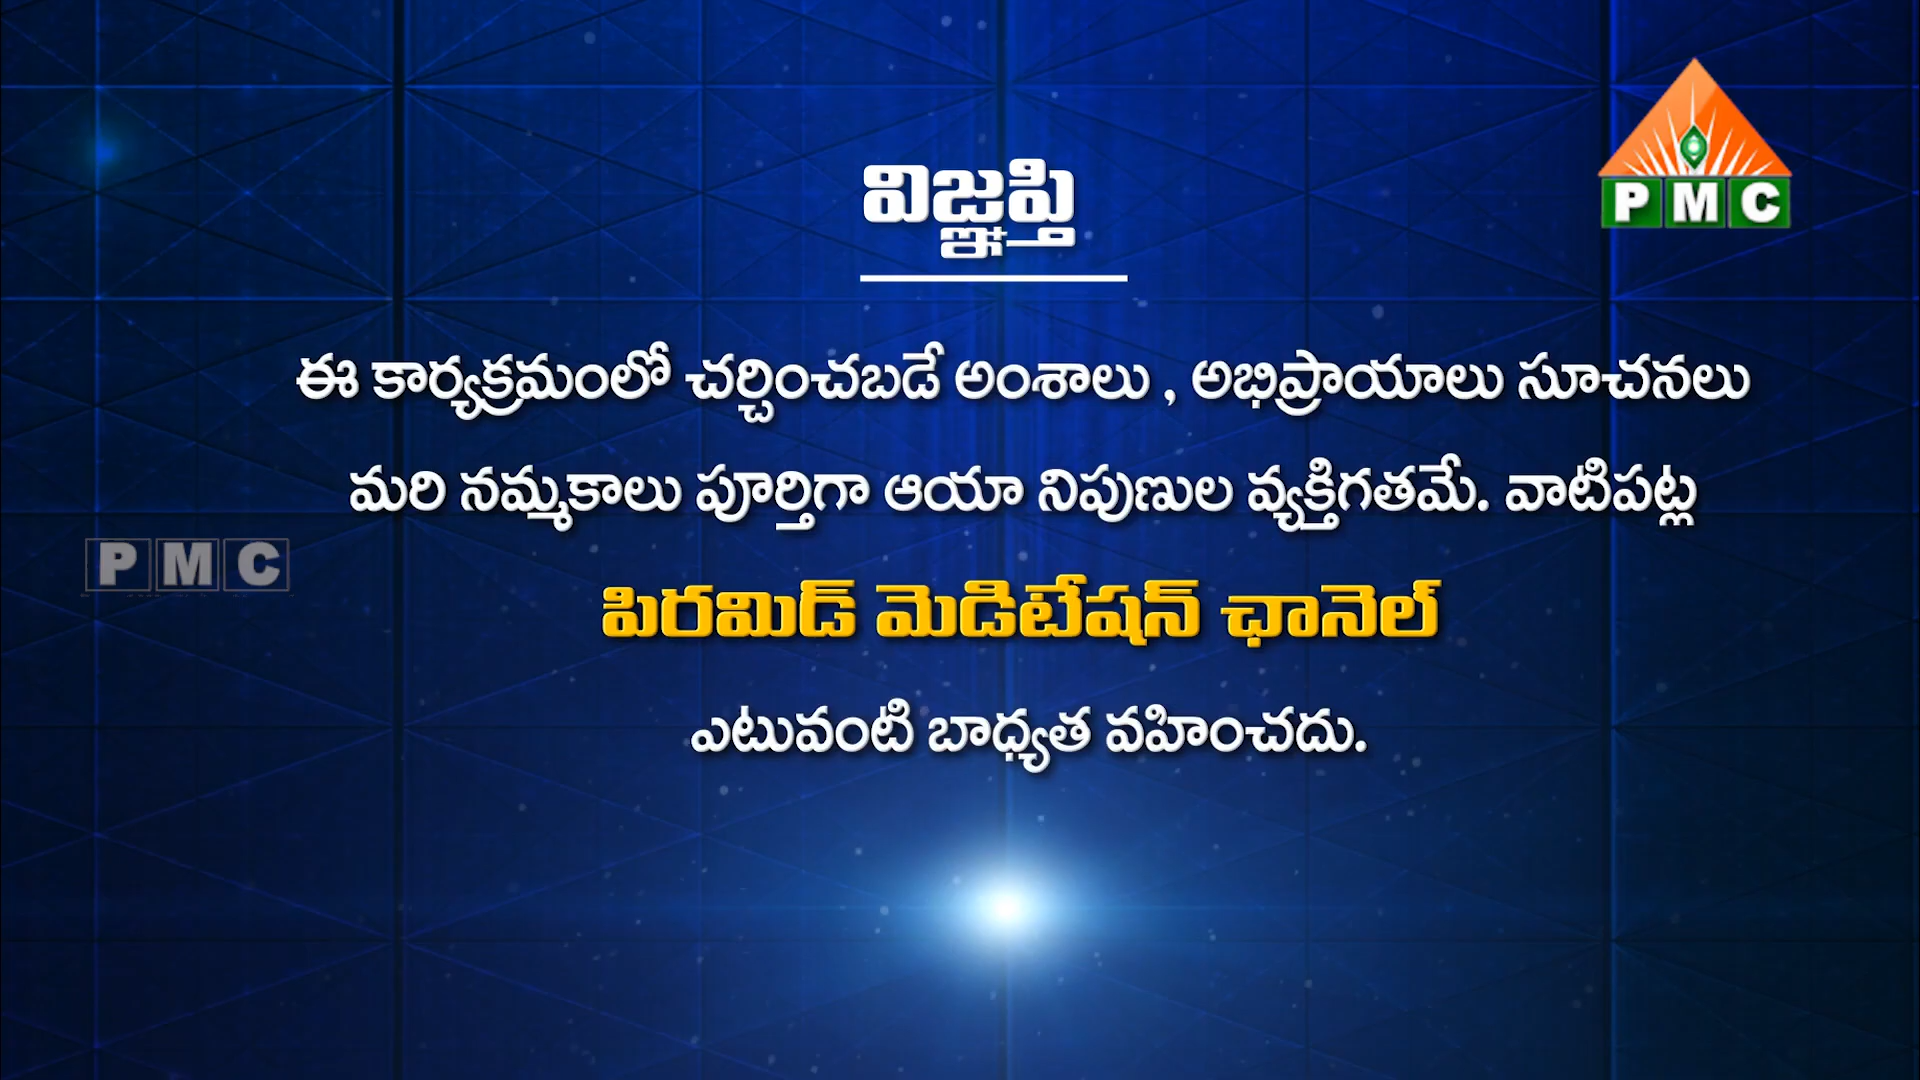 విజ్ఞప్తి
PMC
ఈ కార్యక్రమంలో చర్చించబడే అంశాలు , అభిప్రాయాలు సూచనలు
మరి నమ్మకాలు పూర్తిగా ఆయా నిపుణుల వ్యక్తిగతమే. వాటిపట్ల
PMC
పిరమిడ్ మెడిటేషన్ ఛానెల్
ఎటువంటి బాధ్యత వహించదు.